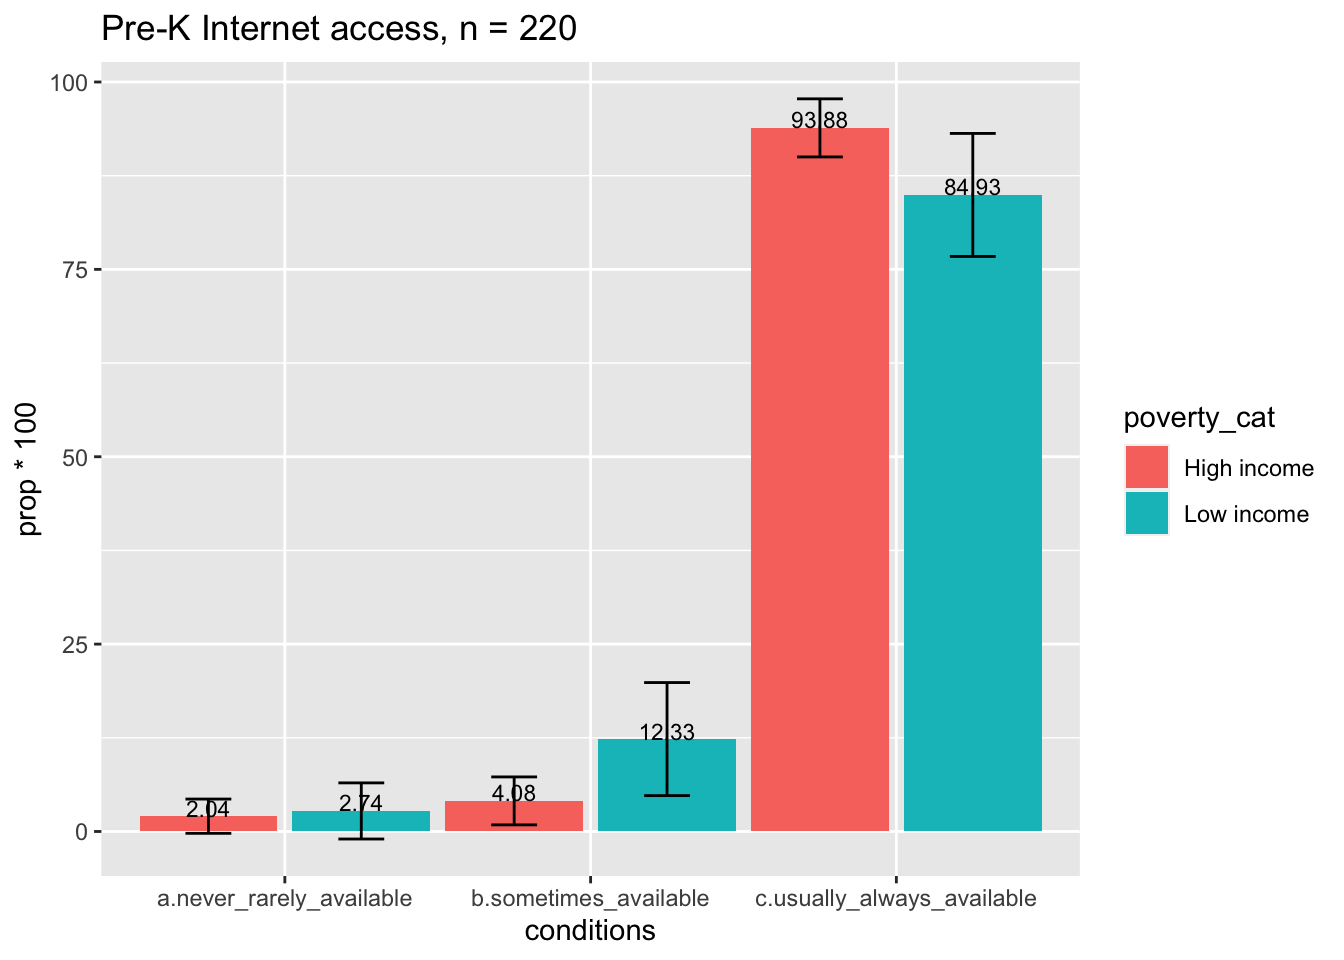 Pre-K Internet access, n = 220
100
75
50
25
0
prop * 100
2.04
2.74
4.08
12.33
93.88
84.93
a.never_rarely_available
b.sometimes_available
c.usually_always_available
conditions
poverty_cat
High income
Low income